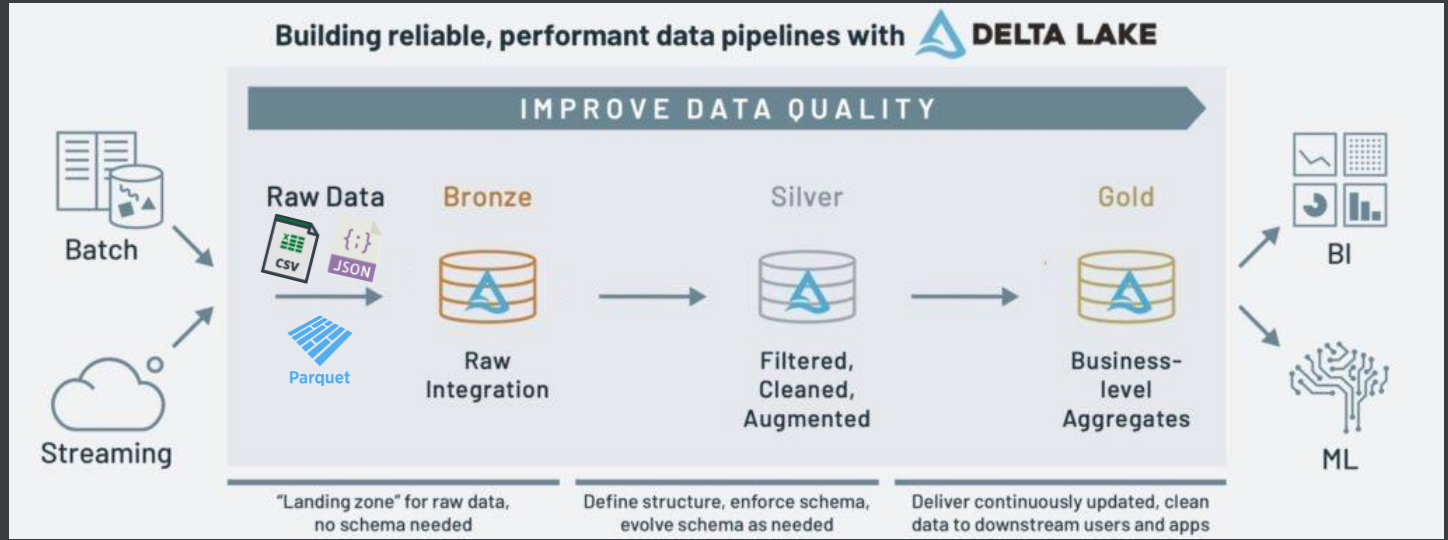 Building reliable, performant data pipelines with DELTA LAKE
IMPROVE DATA QUALITY
Batch
Streaming
Raw Data
CSV
{;}
JSON
Parquet
Bronze
Raw
Integration
Silver
Filtered,
Cleaned,
Augmented
Gold
Business-
level
Aggregates
BI
ML
"Landing zone" for raw data,
no schema needed
Define structure, enforce schema,
evolve schema as needed
Deliver continuously updated, clean
data to downstream users and apps